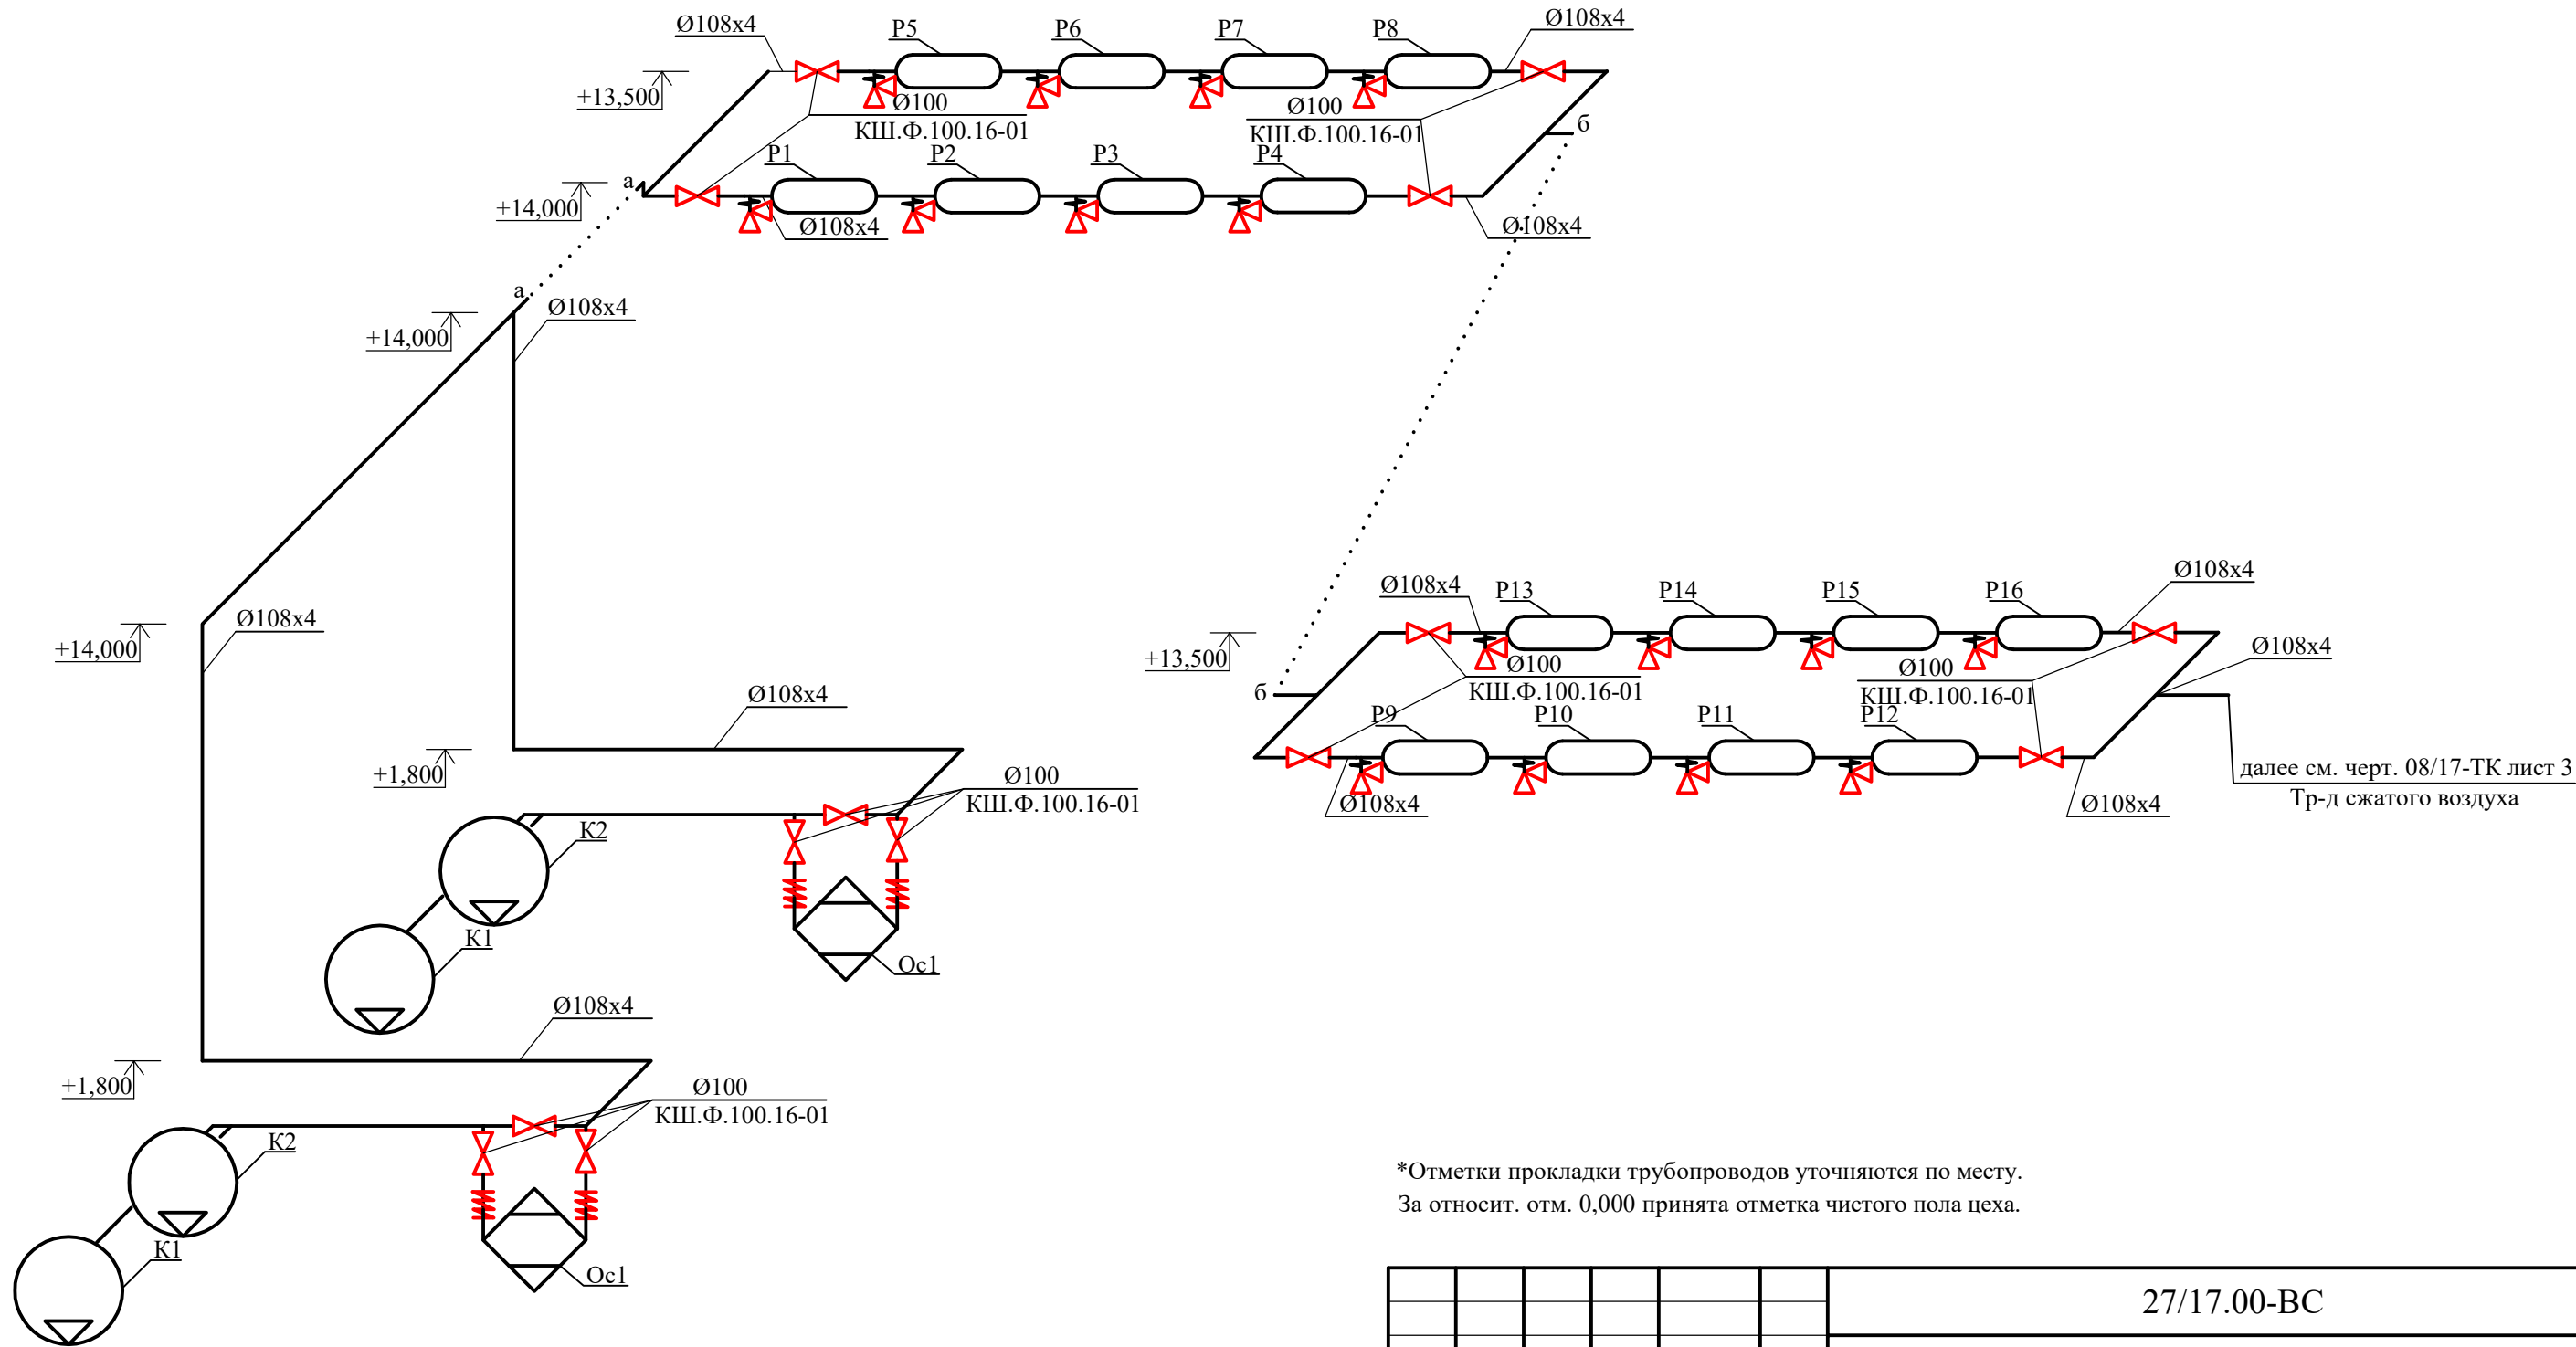 Ø108x4
P5
P6
P7
P8
Ø108x4
+13,500
Ø100
КШ.Ф.100.16-01
Ø100
КШ.Ф.100.16-01
б
P1
P2
P3
P4
а
+14,000
Ø108x4
Ø108x4
а
Ø108x4
+14,000
Ø108x4
+14,000
Ø108x4
P13
P14
P15
P16
Ø108x4
+13,500
Ø108x4
Ø100
КШ.Ф.100.16-01
Ø100
КШ.Ф.100.16-01
б
P9
P10
P11
P12
далее см. черт. 08/17-ТК лист 3
Тр-д сжатого воздуха
Ø108x4
Ø108x4
Ø108x4
+1,800
Ø100
КШ.Ф.100.16-01
К2
К1
Ос1
Ø108x4
+1,800
Ø100
КШ.Ф.100.16-01
К2
К1
Ос1
*Отметки прокладки трубопроводов уточняются по месту.
За относит. отм. 0,000 принята отметка чистого пола цеха.
27/17.00-ВС